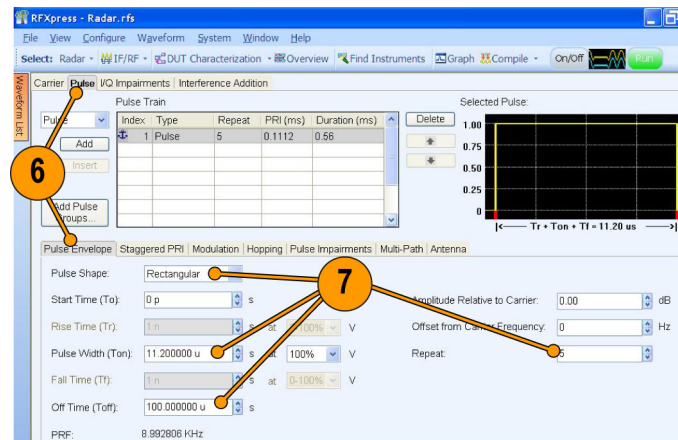 RFXpress - Radar.rfs
File View Configure Waveform System Window Help
Select: Radar IF/RF DUT Characterization Overview Find Instruments Graph Compile On/Off Run
Waveform List
Carrier Pulse I/Q Impairments Interference Addition
Pulse Train
Selected Pulse:
Pulse
Index Type Repeat PRI (ms) Duration (ms)
Delete
1 Pulse 5 0.1112 0.56
Add
Insert
Add Pulse
Groups...
1.00
0.75
0.50
0.25
0
|<—— Tr + Ton + Tf = 11.20 us ——>|
6
Pulse Envelope Staggered PRI Modulation Hopping Pulse Impairments Multi-Path Antenna
7
Pulse Shape: Rectangular
Start Time (To): 0 p s
Amplitude Relative to Carrier: 0.00 dB
Rise Time (Tr): 1 n s at 0-100% V
Offset from Carrier Frequency: 0 Hz
Pulse Width (Ton): 11.200000 u s at 100% V
Repeat: 5
Fall Time (Tf): 1 n s at 0-100% V
Off Time (Toff): 100.000000 u s
PRF: 8.992806 KHz